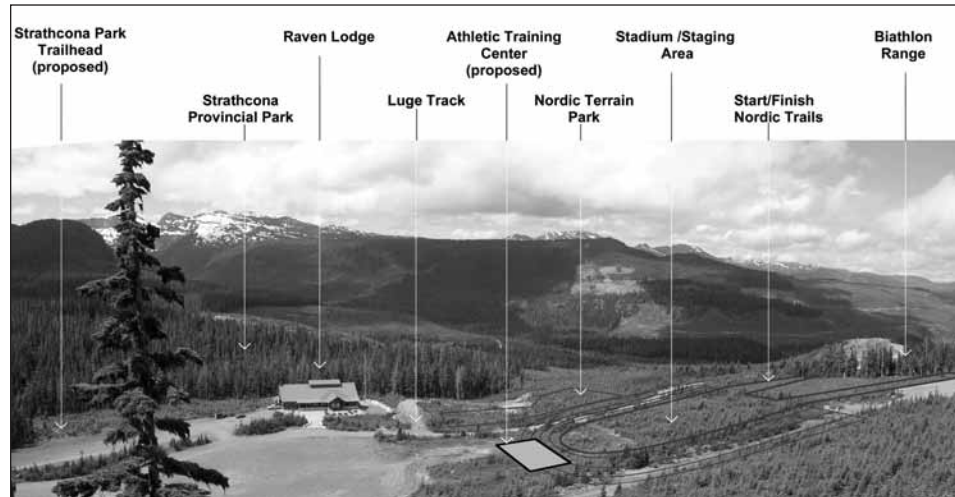 Strathcona Park
Trailhead
(proposed)
Strathcona
Provincial Park
Raven Lodge
Luge Track
Athletic Training
Center
(proposed)
Nordic Terrain
Park
Stadium /Staging
Area
Start/Finish
Nordic Trails
Biathlon
Range